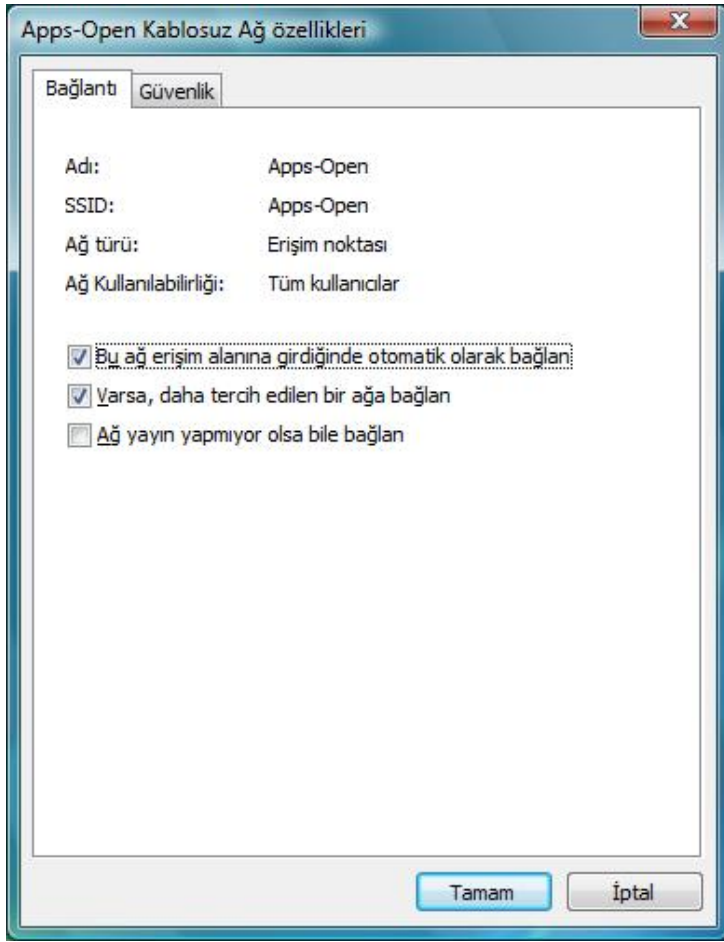 Apps-Open Kablosuz Ağ özellikleri
Bağlantı Güvenlik
Adı: Apps-Open
SSID: Apps-Open
Ağ türü: Erişim noktası
Ağ Kullanılabilirliği: Tüm kullanıcılar
Bu ağ erişim alanına girdiğinde otomatik olarak bağlan
Varsa, daha tercih edilen bir ağa bağlan
Ağ yayın yapmıyor olsa bile bağlan
Tamam İptal